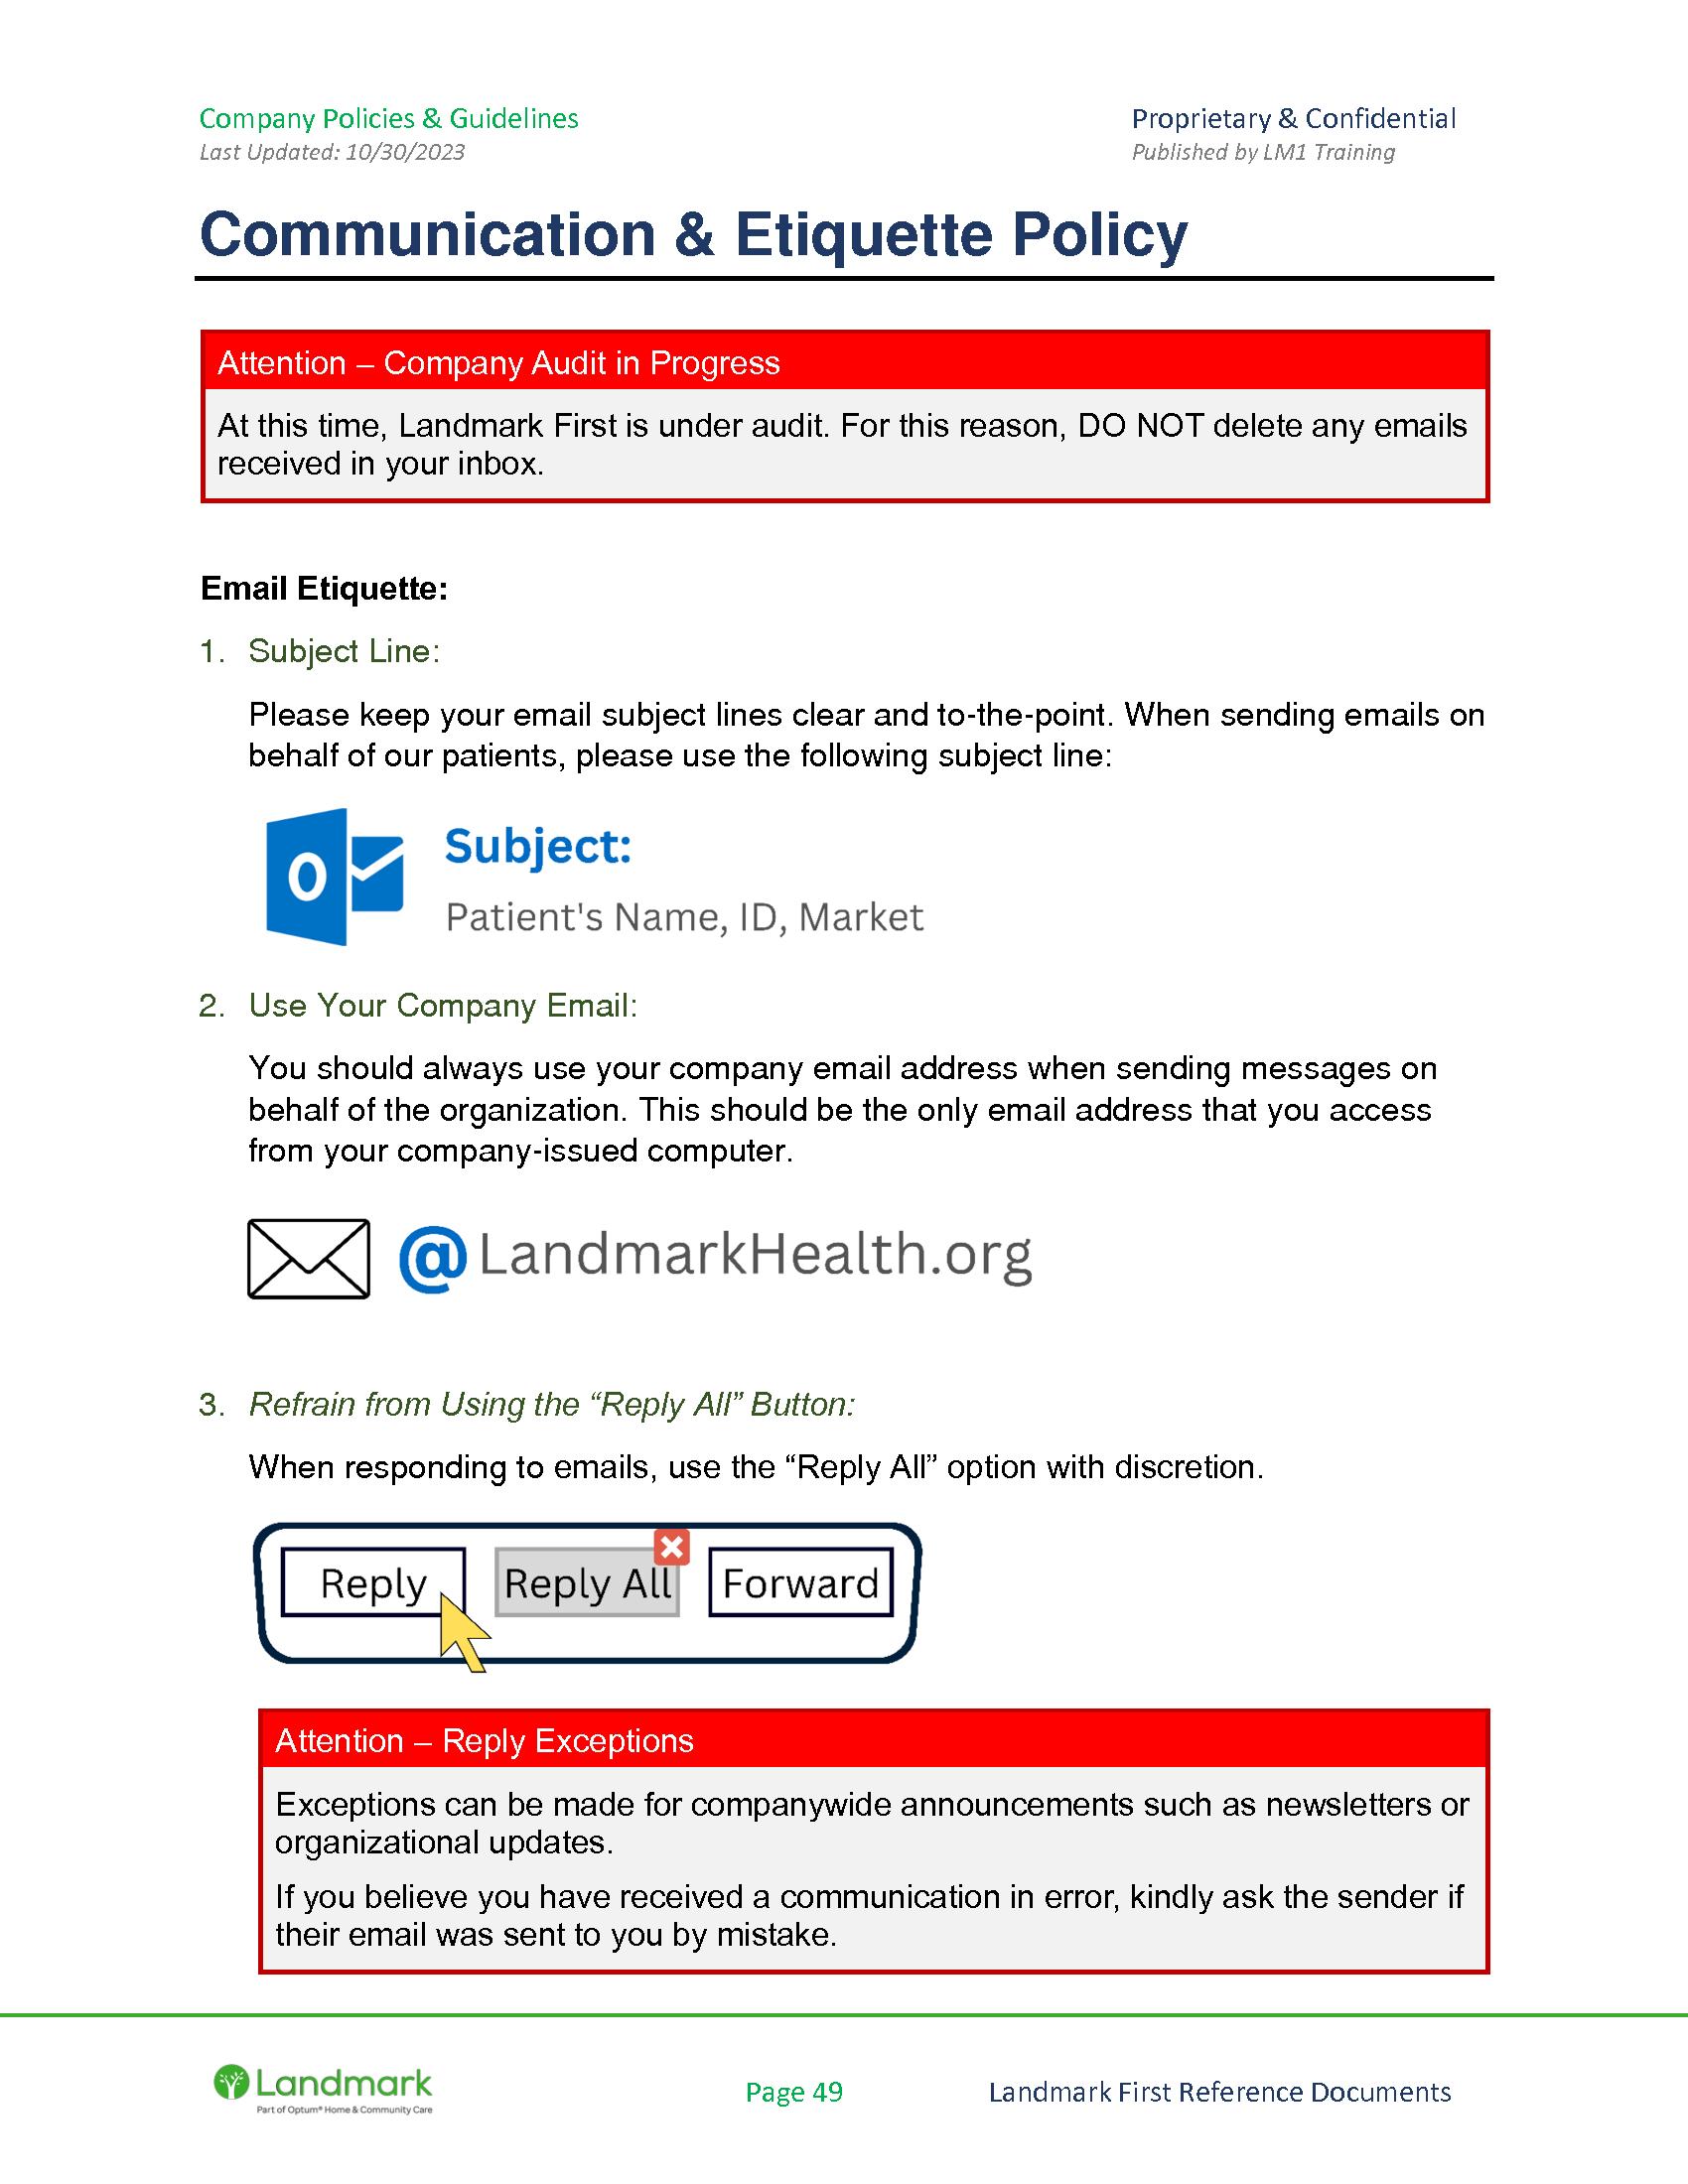 Company Policies & Guidelines
Proprietary & Confidential
Last Updated: 10/30/2023
Published by LM1 Training
Communication & Etiquette Policy
Attention – Company Audit in Progress
At this time, Landmark First is under audit. For this reason, DO NOT delete any emails
received in your inbox.
Email Etiquette:
1. Subject Line:
Please keep your email subject lines clear and to-the-point. When sending emails on
behalf of our patients, please use the following subject line:
Subject:
Patient's Name, ID, Market
2. Use Your Company Email:
You should always use your company email address when sending messages on
behalf of the organization. This should be the only email address that you access
from your company-issued computer.
@LandmarkHealth.org
3. Refrain from Using the “Reply All” Button:
When responding to emails, use the “Reply All” option with discretion.
Reply Reply All Forward
Attention – Reply Exceptions
Exceptions can be made for companywide announcements such as newsletters or
organizational updates.
If you believe you have received a communication in error, kindly ask the sender if
their email was sent to you by mistake.
Landmark
Part of Optum® Home & Community Care
Page 49
Landmark First Reference Documents